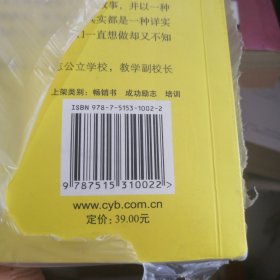 事，并以一种
实都是一种详实
一直想做却又不知
志公立学校，教学副校长
上架类别：畅销书 成功励志 培训
ISBN 978-7-5153-1002-2
9 787515 310022 >
www.cyb.com.cn
定价：39.00元